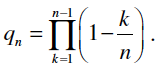 $q_n = \prod_{k=1}^{n-1} \left( 1 - \frac{k}{n} \right).$